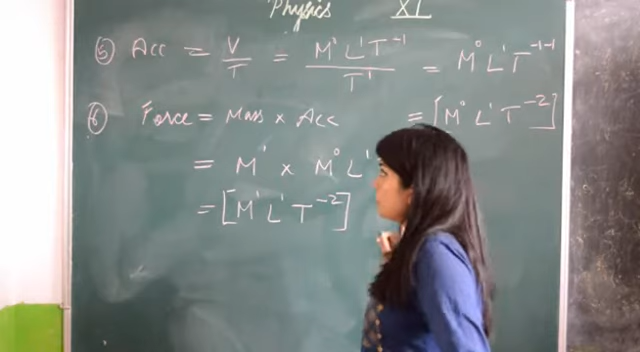 Physics XI
⑤ Acc = V/T = M⁰L¹T⁻¹/T¹ = M⁰L¹T⁻¹⁻¹
= [M⁰L¹T⁻²]
⑥ Force = Mass × Acc
= M¹ × M⁰L¹
= [M¹L¹T⁻²]